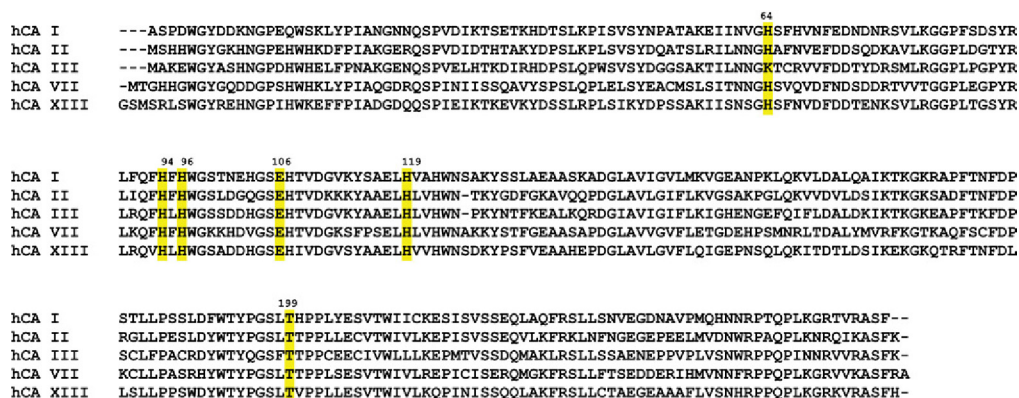 64
hCA I ---ASPDWGYDDKNGPEQWSKLYPIANGNNQSPVDIKTSETKHDTSLKPISVSYNPATAKEIINVGHSFHVNFEDNDNRSVLKGGPFSDSYR
hCA II ---MSHHWGYGKHNGPEHWHKDFPIAKGERQSPVDIDTHTAKYDPSLKPLSVSYDQATSLRILNNGHAFNVEFDDSQDKAVLKGGPLDGTYR
hCA III ---MAKEWGYASHNGPDHWHELFPNAKGENQSPVELHTKDIRHDPSLQPWSVSYDGGSAKTILNNGKTCRVVFDDTYDRSMLRGGPLPGPYR
hCA VII -MTGHHGWGYGQDDGPSHWHKLYPIAQGDRQSPINIISSQAVYSPSLQPLELSYEACMSLSITNNGHSVQVDFNDSDDRTVVTGGPLEGPYR
hCA XIII GSMSRLSWGYREHNGPIHWKEFFPIADGDQQSPIEIKTKEVKYDSSLRPLSIKYDPSSAKIISNSGHSFNVDFDDTENKSVLRGGPLTGSYR
94 96 106 119
hCA I LFQFHFHWGSTNEHGSEHTVDGVKYSAELHVAHWNSAKYSSLAEAASKADGLAVIGVLMKVGEANPKLQKVLDALQAIKTKGKRAPFTNFDP
hCA II LIQFHFHWGSLDGQGSEHTVDKKKYAAELHLVHWN-TKYGDFGKAVQQPDGLAVLGIFLKVGSAKPGLQKVVDVLDSIKTKGKSADFTNFDP
hCA III LRQFHLHWGSSDDHGSEHTVDGVKYAAELHLVHWN-PKYNTFKEALKQRDGIAVIGIFLKIGHENGEFQIFLDALDKIKTKGKEAPFTKFDP
hCA VII LKQFHFHWGKKHDVGSEHTVDGKSFPSELHLVHWNAKKYSTFGEAASAPDGLAVVGVFLETGDEHPSMNRLTDALYMVRFKGTKAQFSCFDP
hCA XIII LRQVHLHWGSADDHGSEHIVDGVSYAAELHVVHWNSDKYPSFVEAAHEPDGLAVLGVFLQIGEPNSQLQKITDTLDSIKEKGKQTRFTNFDL
199
hCA I STLLPSSLDFWTYPGSLTHPPLYESVTWIICKESISVSSEQLAQFRSLLSNVEGDNAVPMQHNNRPTQPLKGRTVRASF--
hCA II RGLLPESLDYWTYPGSLTTPPLLECVTWIVLKEPISVSSEQVLKFRKLNFNGEGEPEELMVDNWRPAQPLKNRQIKASFK-
hCA III SCLFPACRDYWTYQGSFTTPPCEECIVWLLLKEPMTVSSDQMAKLRSLLSSAENEPPVPLVSNWRPPQPINNRVVRASFK-
hCA VII KCLLPASRHYWTYPGSLTTPPLSESVTWIVLREPICISERQMGKFRSLLFTSEDDERIHMVNNFRPPQPLKGRVVKASFRA
hCA XIII LSLLPPSWDYWTYPGSLTVPPLLESVTWIVLKQPINISSQQLAKFRSLLCTAEGEAAAFLVSNHRPPQPLKGRKVRASFH-